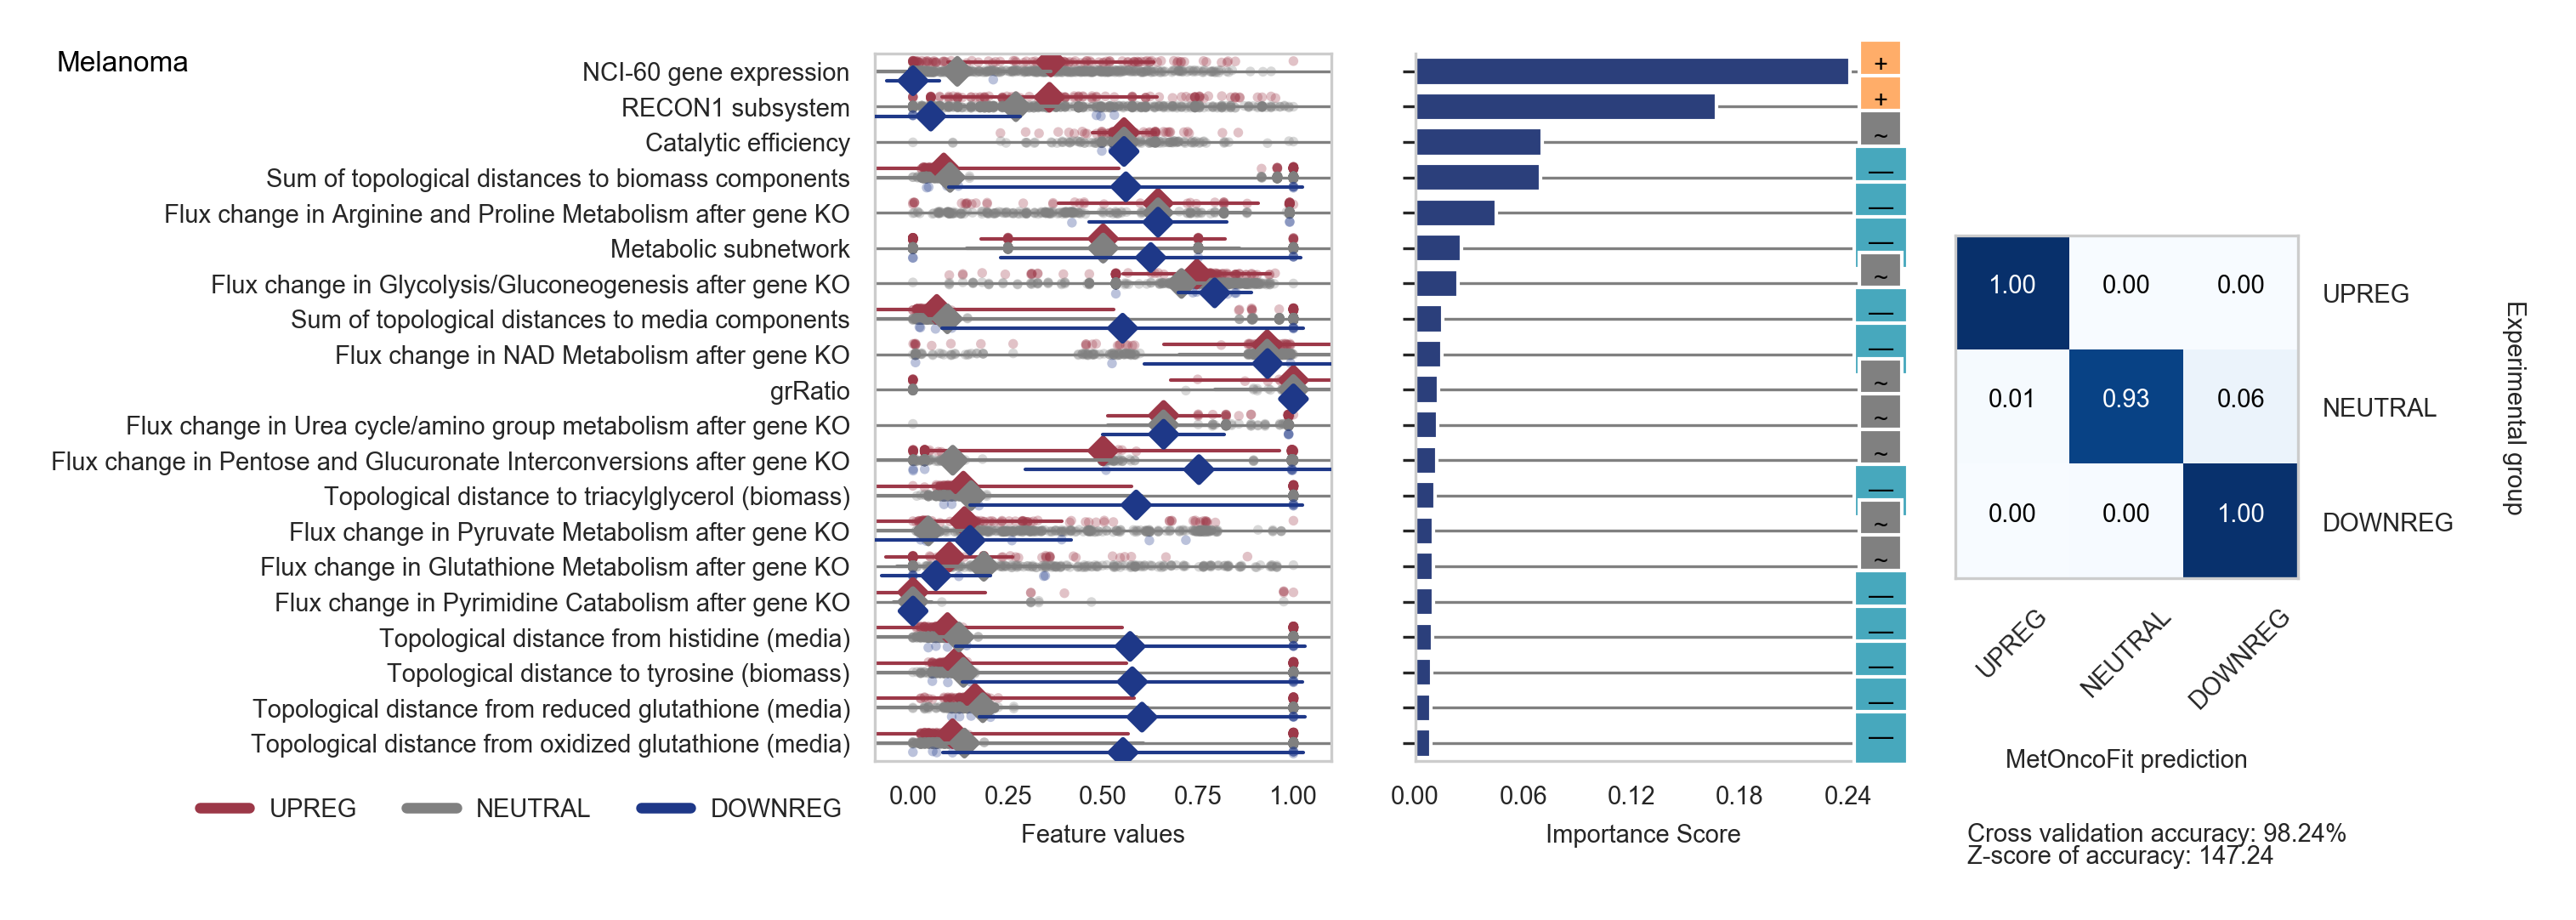 Melanoma
NCI-60 gene expression
RECON1 subsystem
Catalytic efficiency
Sum of topological distances to biomass components
Flux change in Arginine and Proline Metabolism after gene KO
Metabolic subnetwork
Flux change in Glycolysis/Gluconeogenesis after gene KO
Sum of topological distances to media components
Flux change in NAD Metabolism after gene KO
grRatio
Flux change in Urea cycle/amino group metabolism after gene KO
Flux change in Pentose and Glucuronate Interconversions after gene KO
Topological distance to triacylglycerol (biomass)
Flux change in Pyruvate Metabolism after gene KO
Flux change in Glutathione Metabolism after gene KO
Flux change in Pyrimidine Catabolism after gene KO
Topological distance from histidine (media)
Topological distance to tyrosine (biomass)
Topological distance from reduced glutathione (media)
Topological distance from oxidized glutathione (media)
UPREG NEUTRAL DOWNREG
0.00 0.25 0.50 0.75 1.00
Feature values
+
+
~
—
—
—
~
—
—
~
~
~
—
~
~
—
—
—
—
—
0.00 0.06 0.12 0.18 0.24
Importance Score
1.00 0.00 0.00 UPREG
0.01 0.93 0.06 NEUTRAL
0.00 0.00 1.00 DOWNREG
Experimental group
UPREG NEUTRAL DOWNREG
MetOncoFit prediction
Cross validation accuracy: 98.24%
Z-score of accuracy: 147.24